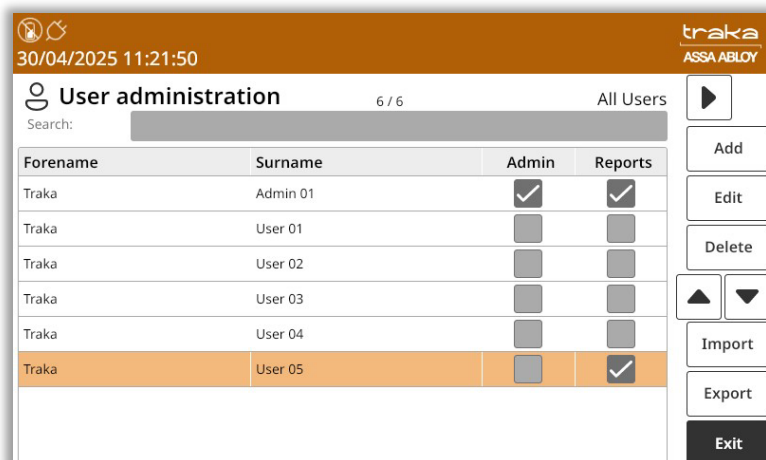 30/04/2025 11:21:50
traka
ASSA ABLOY
User administration 6 / 6 All Users
Search:
Forename Surname Admin Reports
Traka Admin 01
Traka User 01
Traka User 02
Traka User 03
Traka User 04
Traka User 05
Add
Edit
Delete
Import
Export
Exit